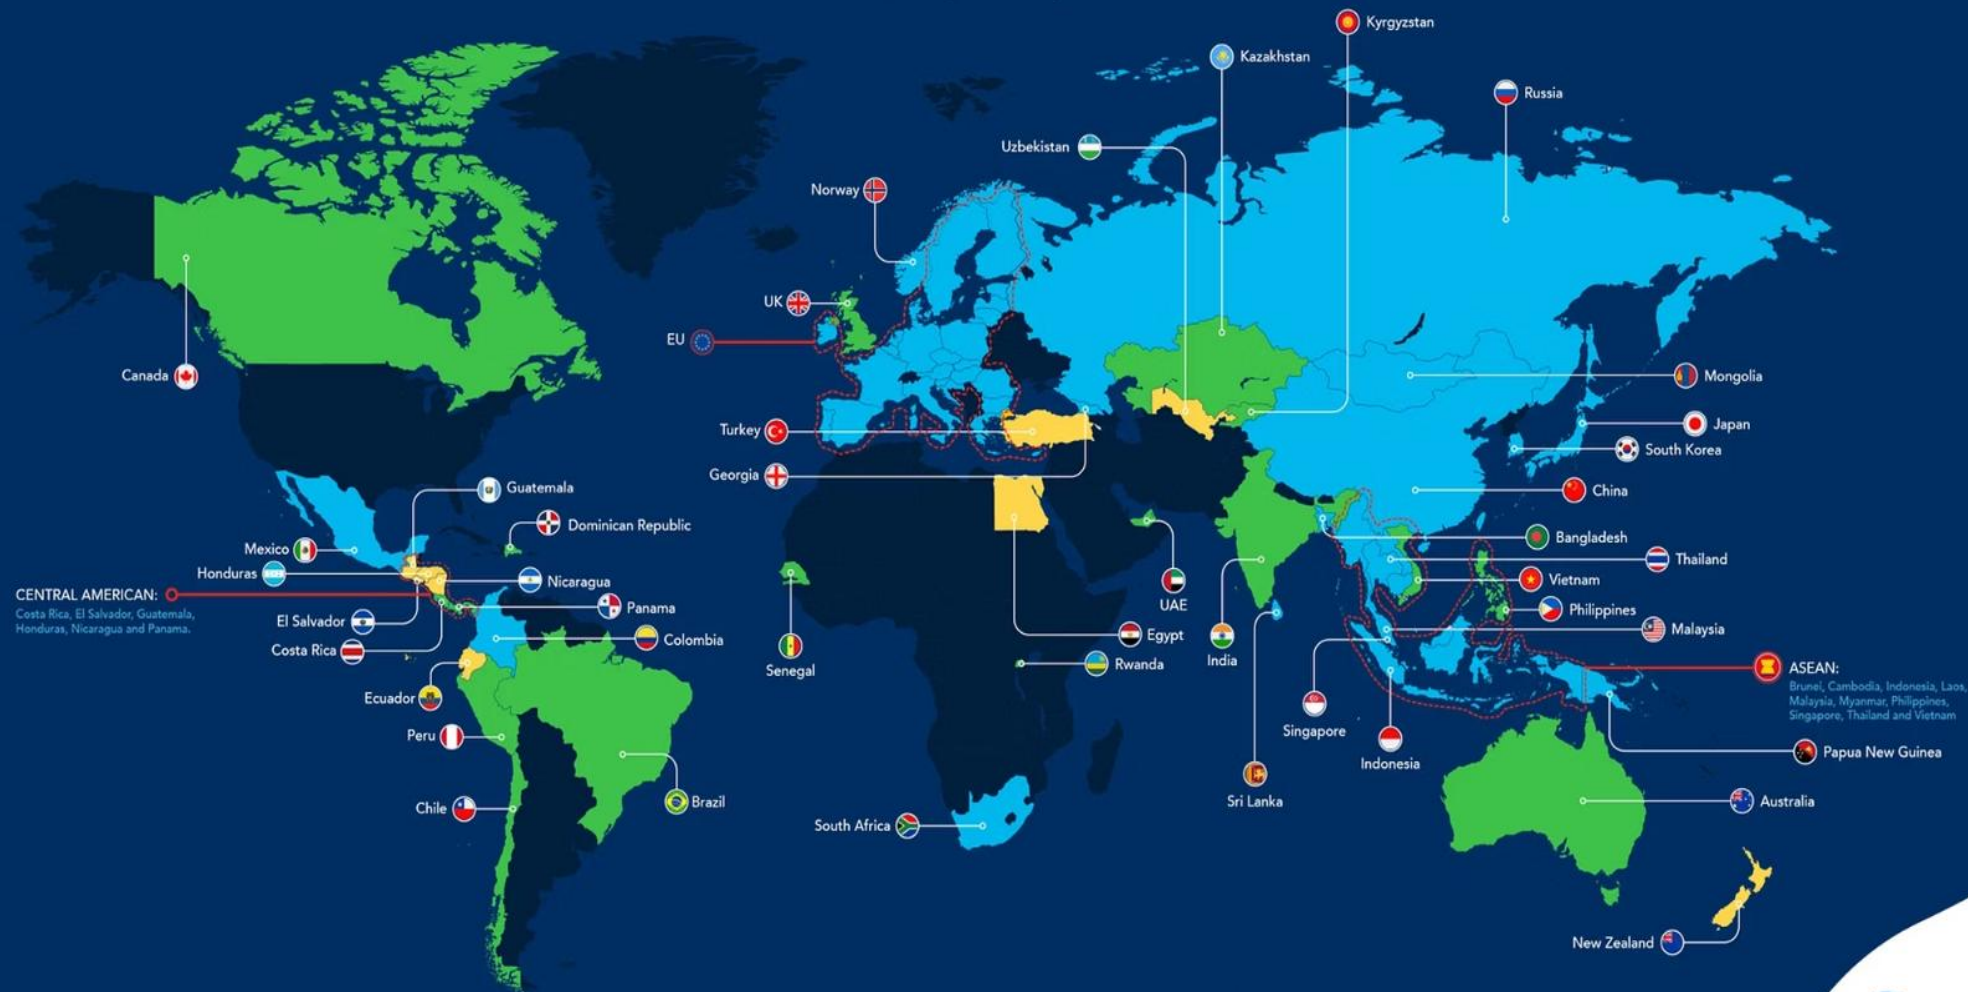 Kyrgyzstan
Kazakhstan
Russia
Uzbekistan
Norway
UK
EU
Canada
Mongolia
Japan
Turkey
South Korea
Georgia
Guatemala
China
Dominican Republic
Bangladesh
Mexico
Thailand
Honduras
Nicaragua
Vietnam
CENTRAL AMERICAN:
Costa Rica, El Salvador, Guatemala,
Honduras, Nicaragua and Panama.
UAE
Panama
Philippines
El Salvador
Malaysia
Egypt
Colombia
Costa Rica
India
Rwanda
Senegal
ASEAN:
Brunei, Cambodia, Indonesia, Laos,
Malaysia, Myanmar, Philippines,
Singapore, Thailand and Vietnam
Ecuador
Singapore
Peru
Papua New Guinea
Indonesia
Sri Lanka
Brazil
Australia
Chile
South Africa
New Zealand